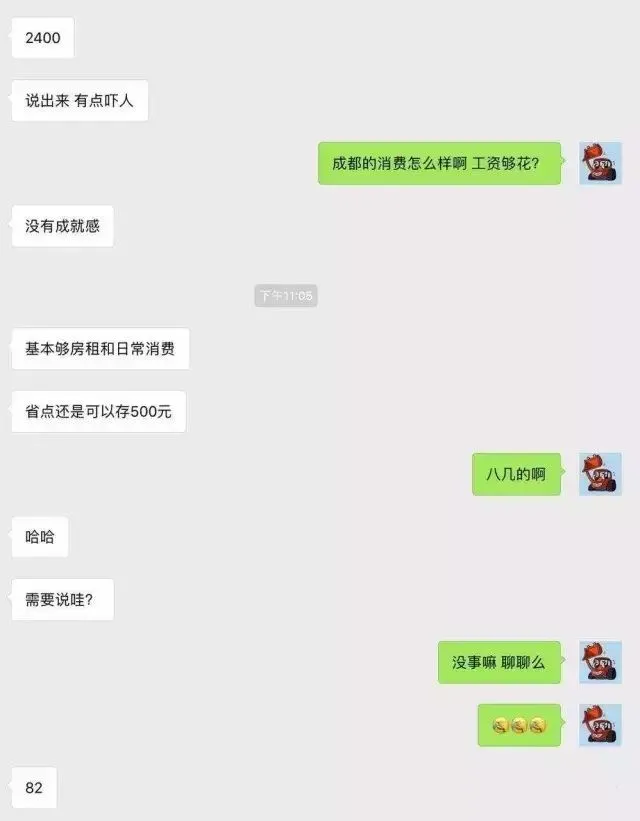 2400
说出来 有点吓人
成都的消费怎么样啊 工资够花?
没有成就感
下午11:05
基本够房租和日常消费
省点还是可以存500元
八几的啊
哈哈
需要说哇?
没事嘛 聊聊么
82